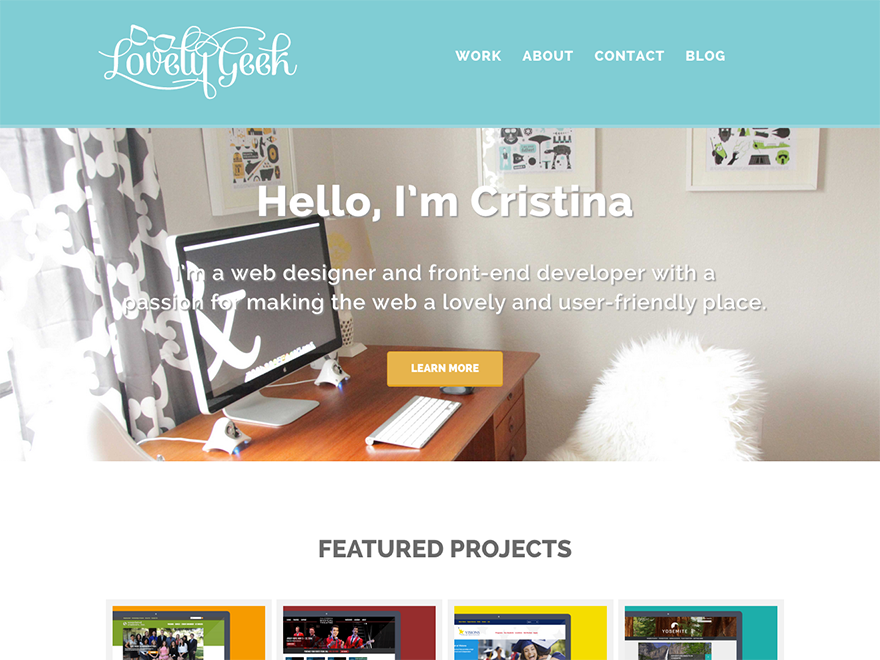 Lovely Geek
WORK ABOUT CONTACT BLOG
Hello, I'm Cristina
I'm a web designer and front-end developer with a
passion for making the web a lovely and user-friendly place.
LEARN MORE
FEATURED PROJECTS
YOSEMITE